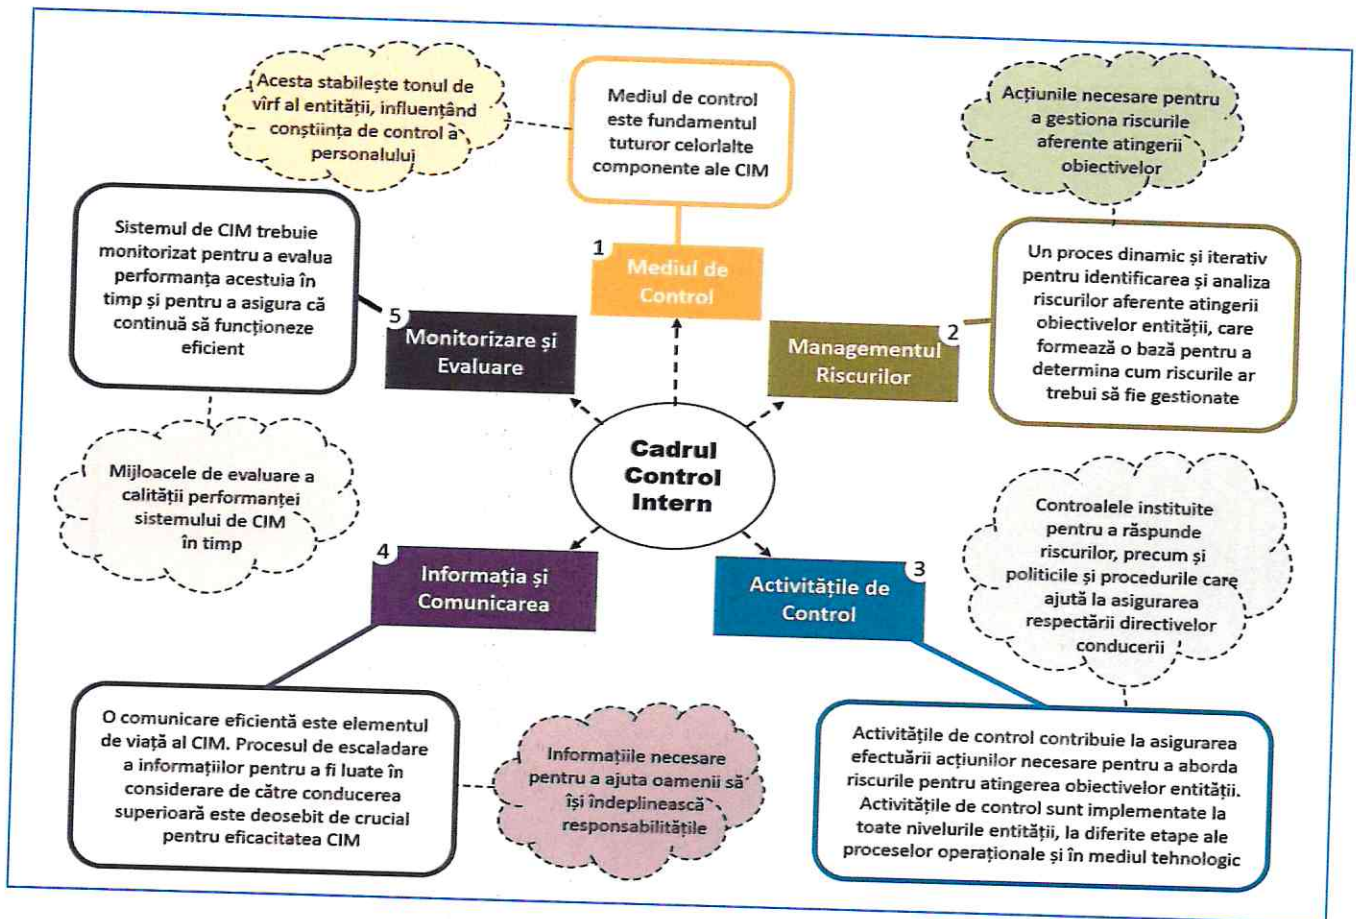 Acesta stabilește tonul de
vîrf al entității, influențând
conștiința de control a
personalului
Mediul de control
este fundamentul
tuturor celorlalte
componente ale CIM
Acțiunile necesare pentru
a gestiona riscurile
aferente atingerii
obiectivelor
1
Mediul de
Control
Sistemul de CIM trebuie
monitorizat pentru a evalua
performanța acestuia în
timp și pentru a asigura că
continuă să funcționeze
eficient
5
Monitorizare și
Evaluare
2
Managementul
Riscurilor
Un proces dinamic și iterativ
pentru identificarea și analiza
riscurilor aferente atingerii
obiectivelor entității, care
formează o bază pentru a
determina cum riscurile ar
trebui să fie gestionate
Cadrul
Control
Intern
Mijloacele de evaluare a
calității performanței
sistemului de CIM
în timp
4
Informația și
Comunicarea
3
Activitățile de
Control
Controalele instituite
pentru a răspunde
riscurilor, precum și
politicile și procedurile care
ajută la asigurarea
respectării directivelor
conducerii
O comunicare eficientă este elementul
de viață al CIM. Procesul de escaladare
a informațiilor pentru a fi luate în
considerare de către conducerea
superioară este deosebit de crucial
pentru eficacitatea CIM
Informațiile necesare
pentru a ajuta oamenii să
își îndeplinească
responsabilitățile
Activitățile de control contribuie la asigurarea
efectuării acțiunilor necesare pentru a aborda
riscurile pentru atingerea obiectivelor entității.
Activitățile de control sunt implementate la
toate nivelurile entității, la diferite etape ale
proceselor operaționale și în mediul tehnologic